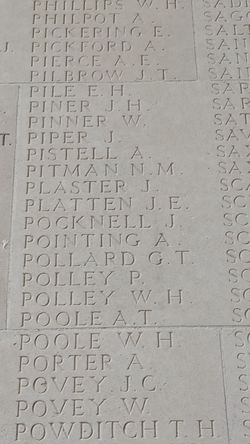 PHILLIPS W. H.
PHILPOT A.
PICKERING E.
PICKFORD A.
PIERCE A. E.
PILBROW J. T.
PILE E. H.
PINER J. H.
PINNER W.
PIPER J.
PISTELL A.
PITMAN N. M.
PLASTER J.
PLATTEN J. E.
POCKNELL J.
POINTING A.
POLLARD G. T.
POLLEY P.
POLLEY W. H.
POOLE A. T.
POOLE W. H.
PORTER A.
POVEY J. C.
POVEY W.
POWDITCH T. H.